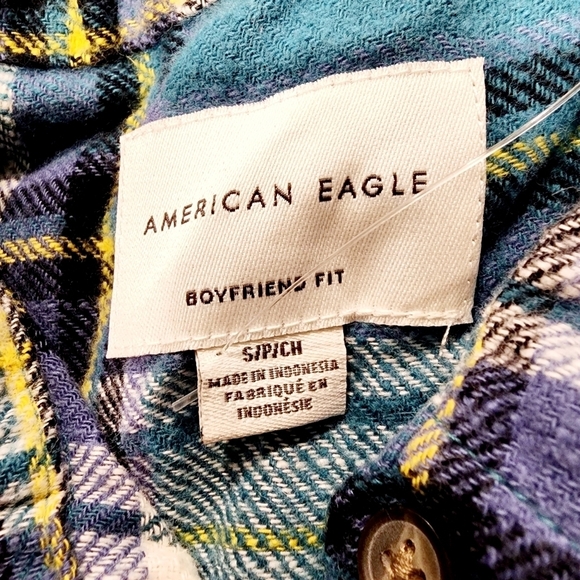 AMERICAN EAGLE
BOYFRIEND FIT
S/P/CH
MADE IN INDONESIA
FABRIQUÉ EN
INDONÉSIE